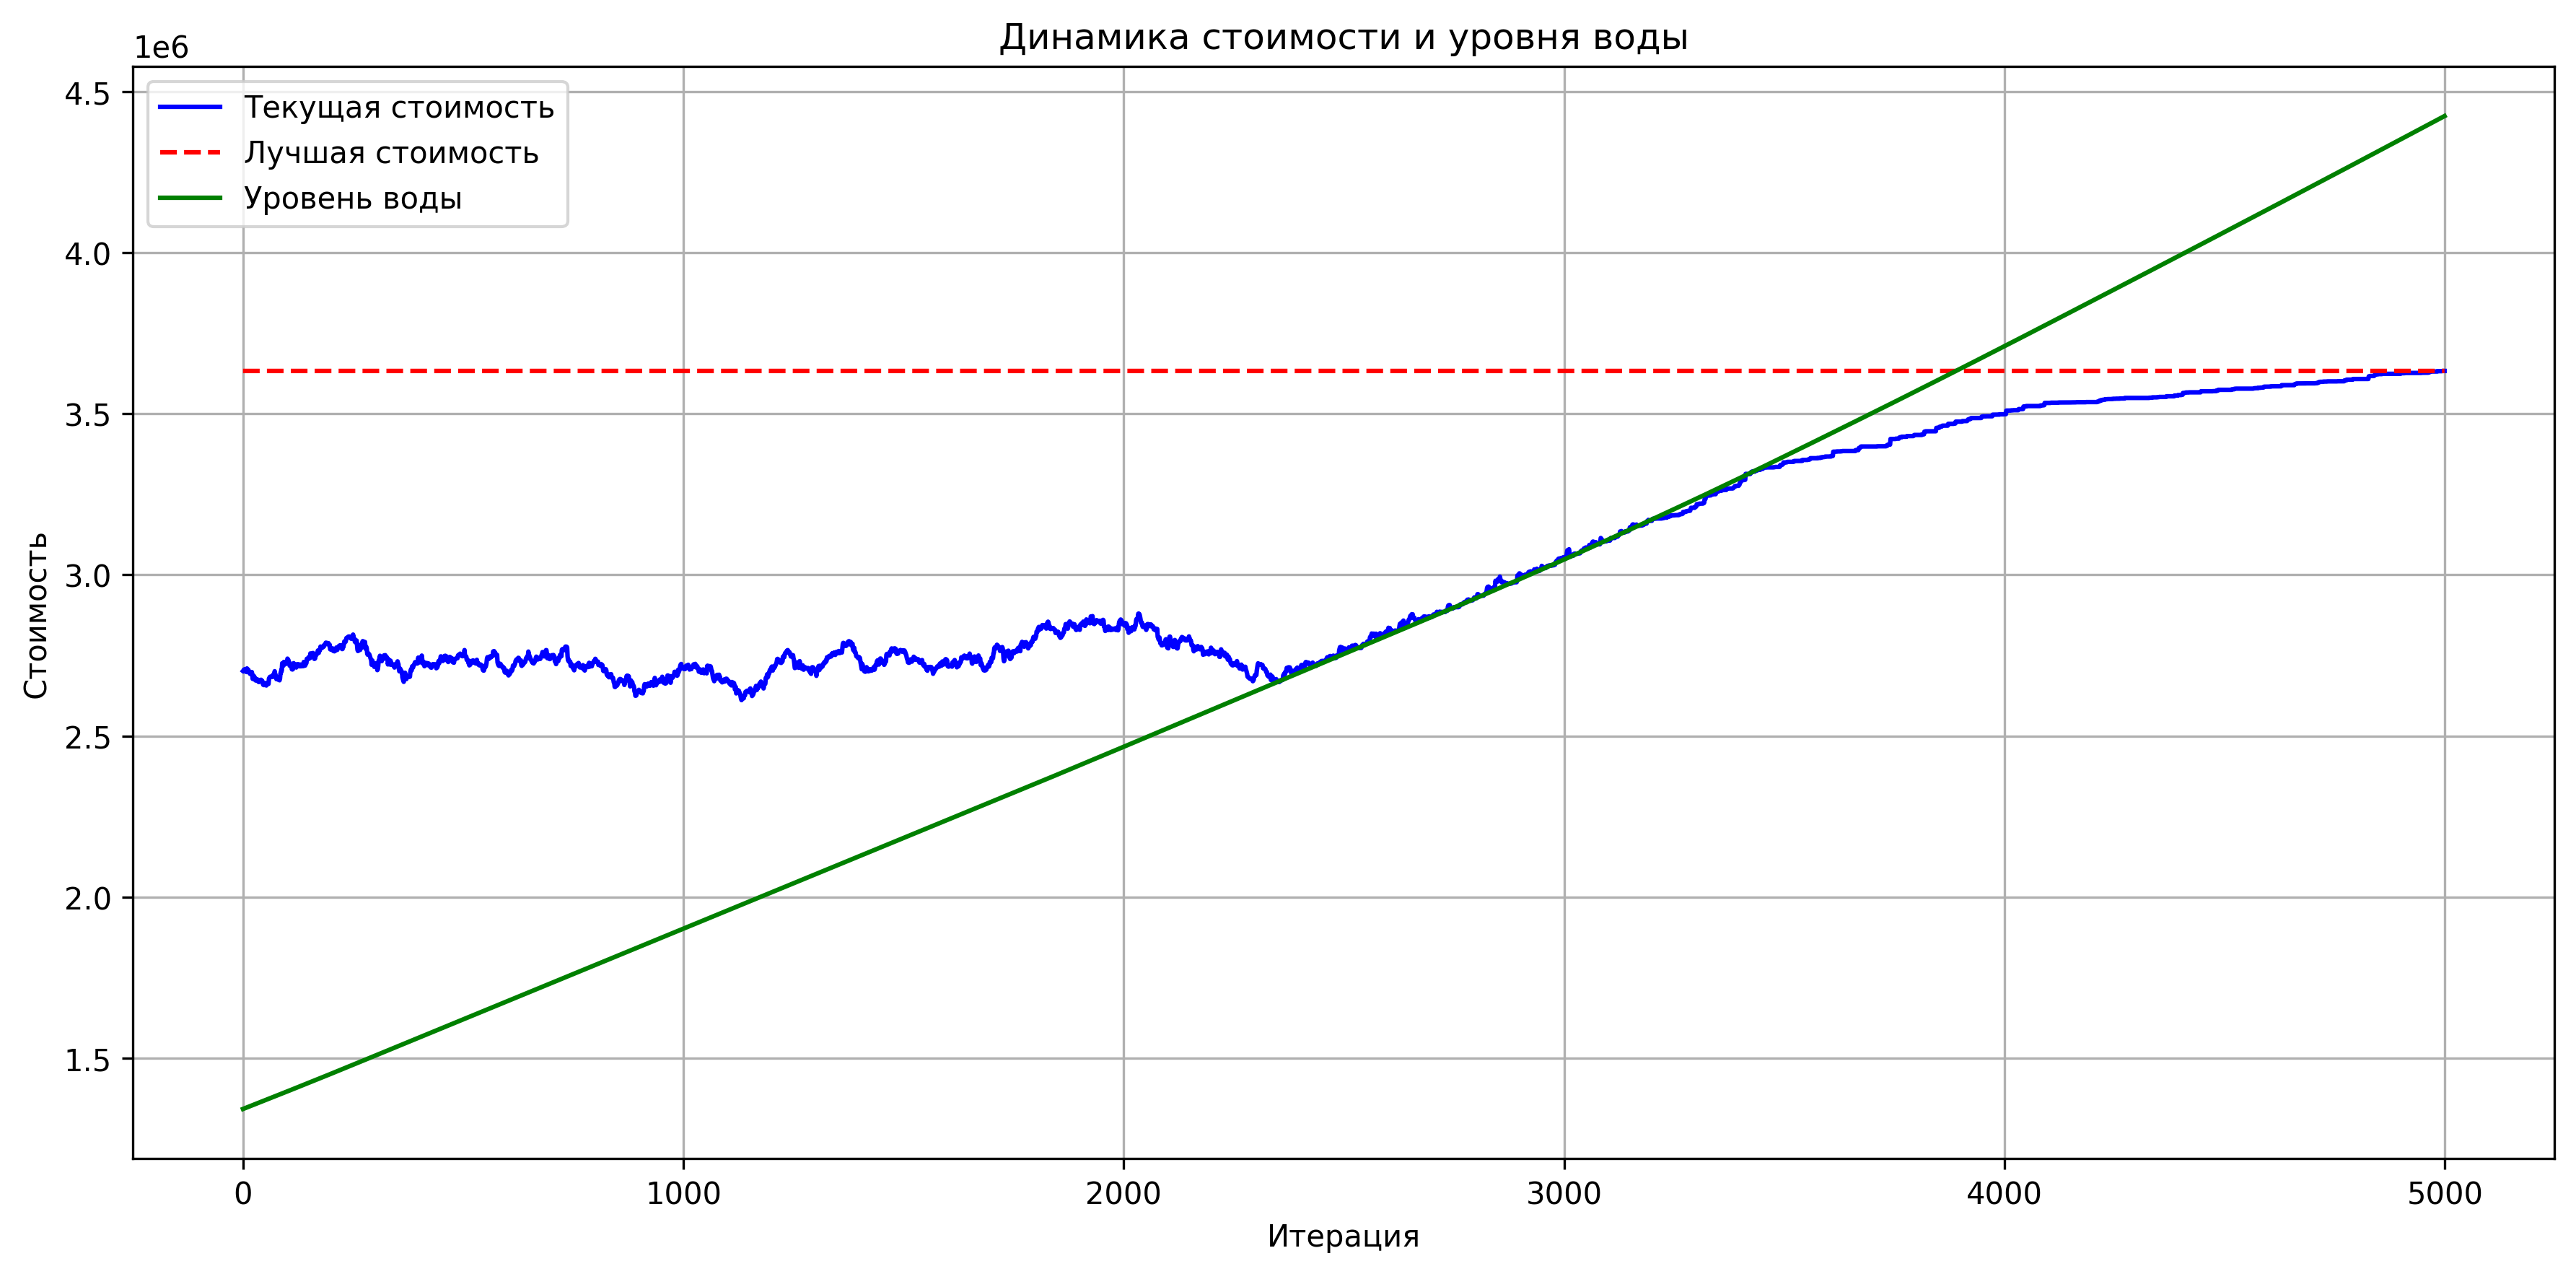 Динамика стоимости и уровня воды
1e6
4.5
4.0
3.5
3.0
2.5
2.0
1.5
Стоимость
Текущая стоимость
Лучшая стоимость
Уровень воды
0 1000 2000 3000 4000 5000
Итерация